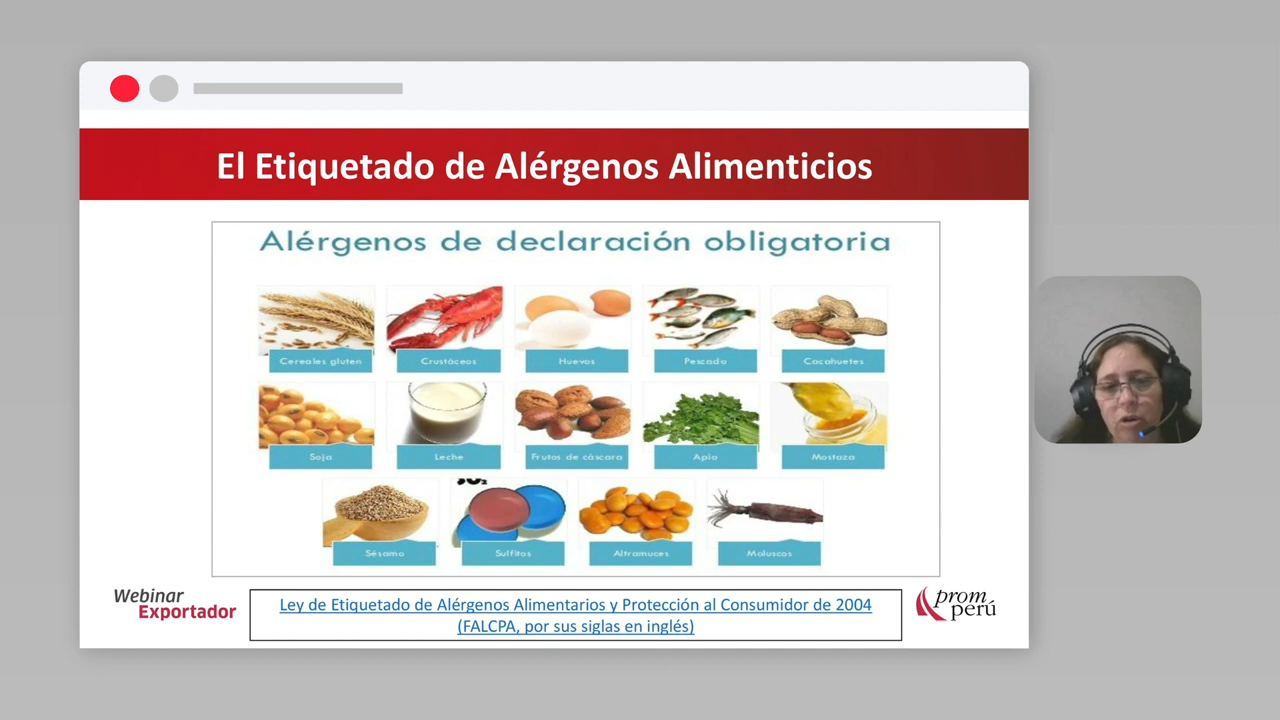 El Etiquetado de Alérgenos Alimenticios
Alérgenos de declaración obligatoria
Cereales gluten
Crustáceos
Huevos
Pescado
Cacahuetes
Soja
Leche
Frutos de cáscara
Apio
Mostaza
Sésamo
Sulfitos
Altramuces
Moluscos
Webinar
Exportador
Ley de Etiquetado de Alérgenos Alimentarios y Protección al Consumidor de 2004
(FALCPA, por sus siglas en inglés)
prom
perú